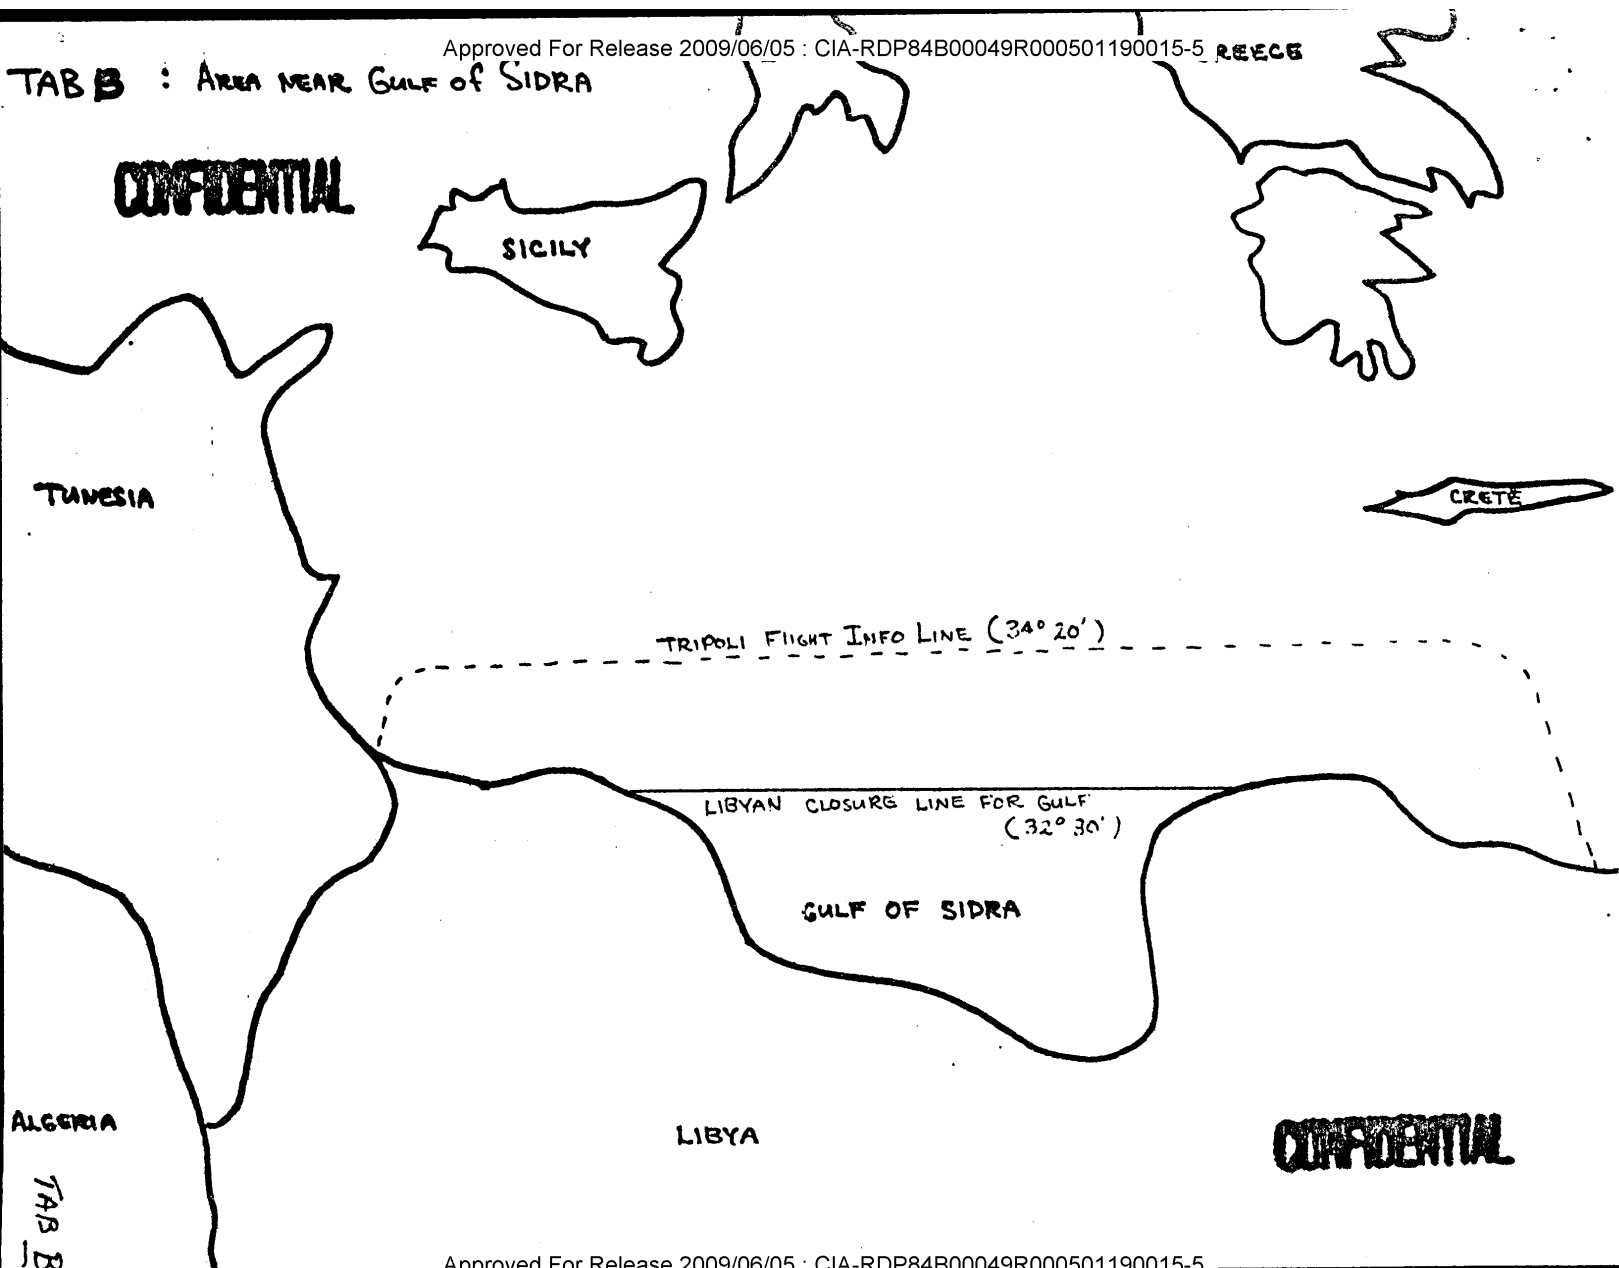 Approved For Release 2009/06/05 : CIA-RDP84B00049R000501190015-5 REECE
TAB B : AREA NEAR GULF of SIDRA
CONFIDENTIAL
SICILY
TUNESIA
CRETE
TRIPOLI FlIGHT INFO LINE (34° 20')
LIBYAN CLOSURE LINE FOR GULF
(32° 30')
GULF OF SIDRA
ALGERIA
LIBYA
CONFIDENTIAL
TAB B
Approved For Release 2009/06/05 : CIA-RDP84B00049R000501190015-5